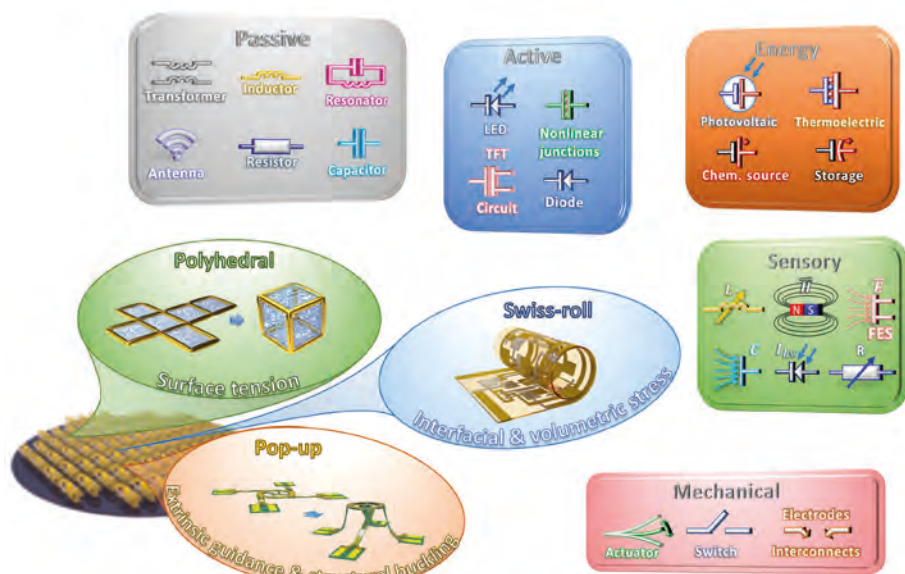 Passive
Transformer
Inductor
Resonator
Antenna
Resistor
Capacitor
Active
LED
Nonlinear
junctions
TFT
Circuit
Diode
Energy
Photovoltaic
Thermoelectric
Chem. source
Storage
Polyhedral
Surface tension
Swiss-roll
Interfacial & volumetric stress
Pop-up
Extrinsic guidance & structural buckling
Sensory
L
H
N S
E
FES
C
R
Mechanical
Actuator
Switch
Electrodes
Interconnects